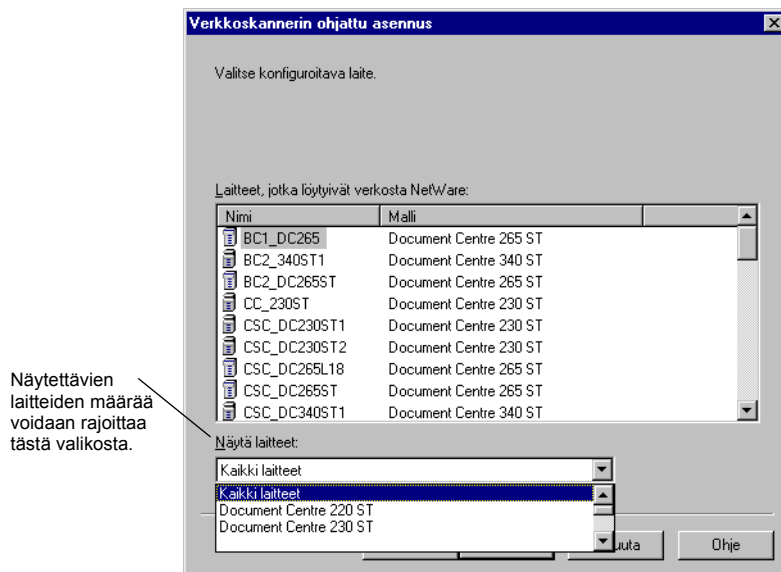 Verkkoskannerin ohjattu asennus
Valitse konfiguroitava laite.
Laitteet, jotka löytyivät verkosta NetWare:
Nimi Malli
BC1_DC265 Document Centre 265 ST
BC2_340ST1 Document Centre 340 ST
BC2_DC265ST Document Centre 265 ST
CC_230ST Document Centre 230 ST
CSC_DC230ST1 Document Centre 230 ST
CSC_DC230ST2 Document Centre 230 ST
CSC_DC265L18 Document Centre 265 ST
CSC_DC265ST Document Centre 265 ST
CSC_DC340ST1 Document Centre 340 ST
Näytettävien
laitteiden määrää
voidaan rajoittaa
tästä valikosta.
Näytä laitteet:
Kaikki laitteet
Kaikki laitteet
Document Centre 220 ST
Document Centre 230 ST
Ohje